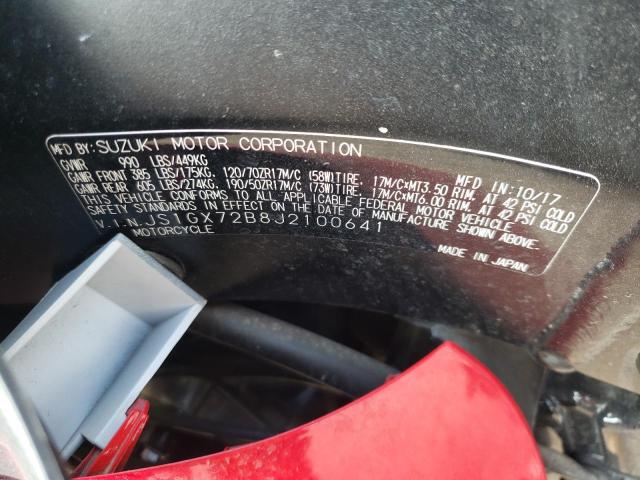 MFD BY: SUZUKI MOTOR CORPORATION MFD IN: 10/17
GVWR 990 LBS/449KG
GAWR FRONT 385 LBS/175KG, 120/70ZR17M/C (58W)TIRE, 17M/C×MT3.50 RIM, AT 42 PSI COLD
GAWR REAR 605 LBS/274KG, 190/50ZR17M/C (73W)TIRE, 17M/C×MT6.00 RIM, AT 42 PSI COLD
THIS VEHICLE CONFORMS TO ALL APPLICABLE FEDERAL MOTOR VEHICLE
SAFETY STANDARDS IN EFFECT ON THE DATE OF MANUFACTURE SHOWN ABOVE.
JS1GX72B8J2100641
MOTORCYCLE MADE IN JAPAN